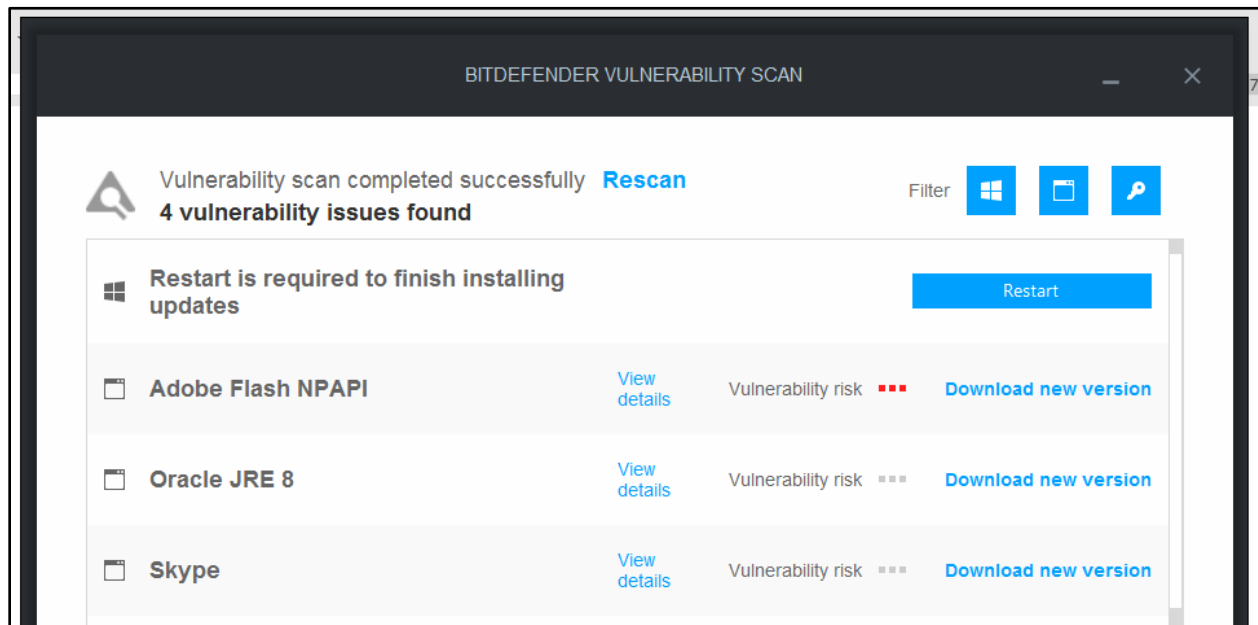 BITDEFENDER VULNERABILITY SCAN
7
Vulnerability scan completed successfully Rescan
4 vulnerability issues found
Filter
Restart is required to finish installing
updates
Restart
Adobe Flash NPAPI
View
details
Vulnerability risk
Download new version
Oracle JRE 8
View
details
Vulnerability risk
Download new version
Skype
View
details
Vulnerability risk
Download new version